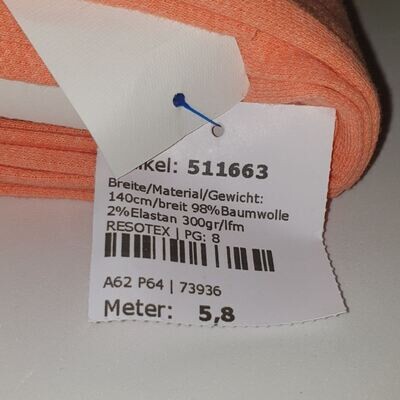 kel: 511663
Breite/Material/Gewicht:
140cm/breit 98%Baumwolle
2%Elastan 300gr/lfm
RESOTEX | PG: 8
A62 P64 | 73936
Meter: 5,8